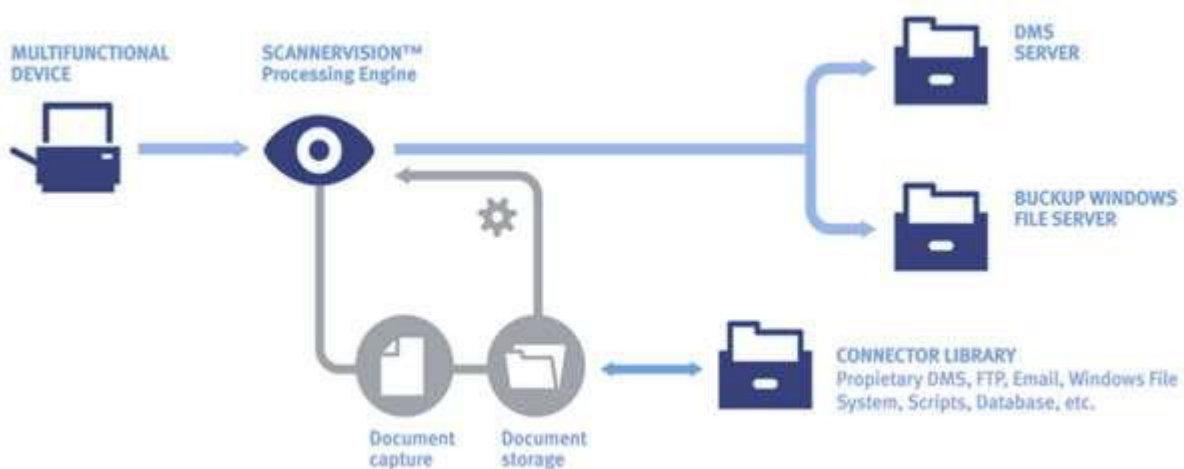 MULTIFUNCTIONAL
DEVICE
SCANNERVISION™
Processing Engine
DMS
SERVER
BUCKUP WINDOWS
FILE SERVER
CONNECTOR LIBRARY
Propietary DMS, FTP, Email, Windows File
System, Scripts, Database, etc.
Document
capture
Document
storage